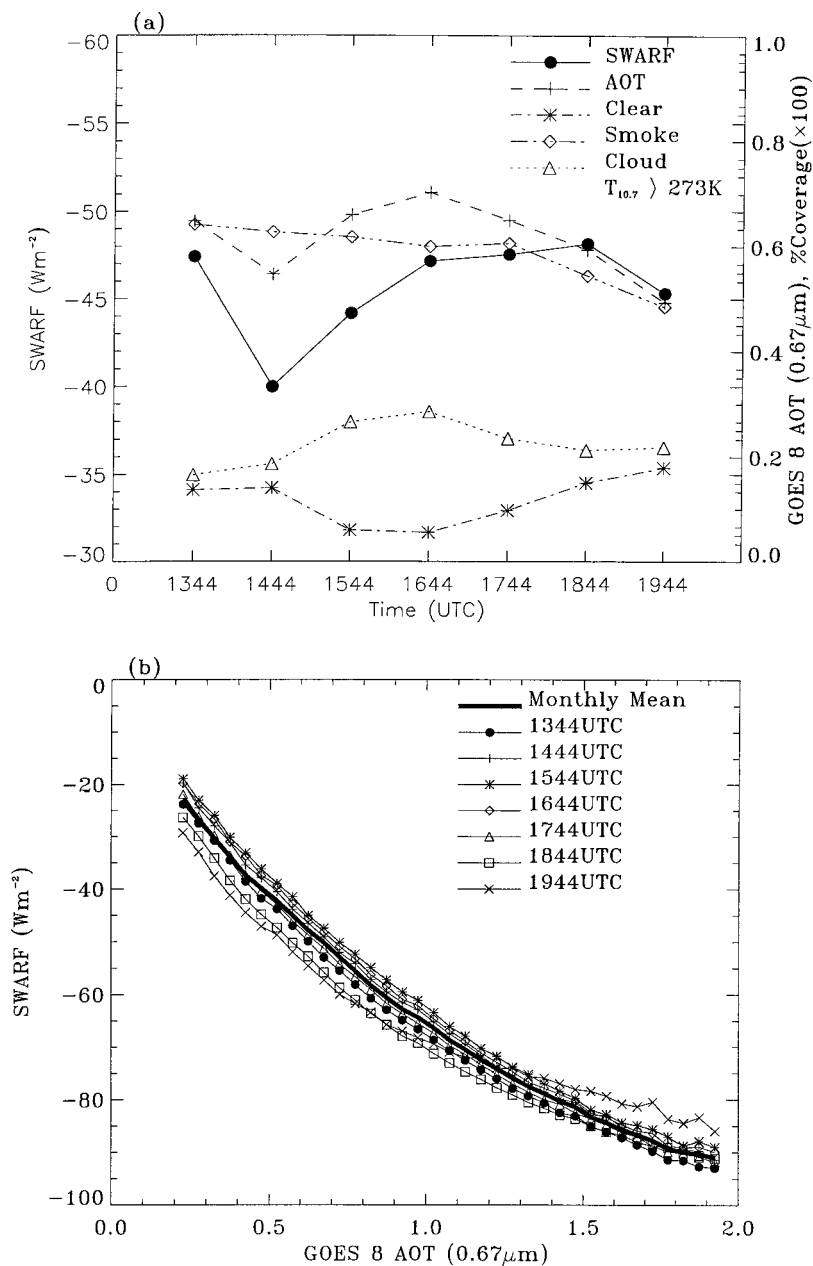 (a)
−60
−55
−50
−45
−40
−35
−30
SWARF (Wm⁻²)
SWARF
AOT
Clear
Smoke
Cloud
T₁₀.₇ ⟩ 273K
1.0
0.8
0.6
0.4
0.2
0.0
GOES 8 AOT (0.67μm), %Coverage(×100)
0 1344 1444 1544 1644 1744 1844 1944
Time (UTC)
(b)
0
−20
−40
−60
−80
−100
SWARF (Wm⁻²)
Monthly Mean
1344UTC
1444UTC
1544UTC
1644UTC
1744UTC
1844UTC
1944UTC
0.0 0.5 1.0 1.5 2.0
GOES 8 AOT (0.67μm)